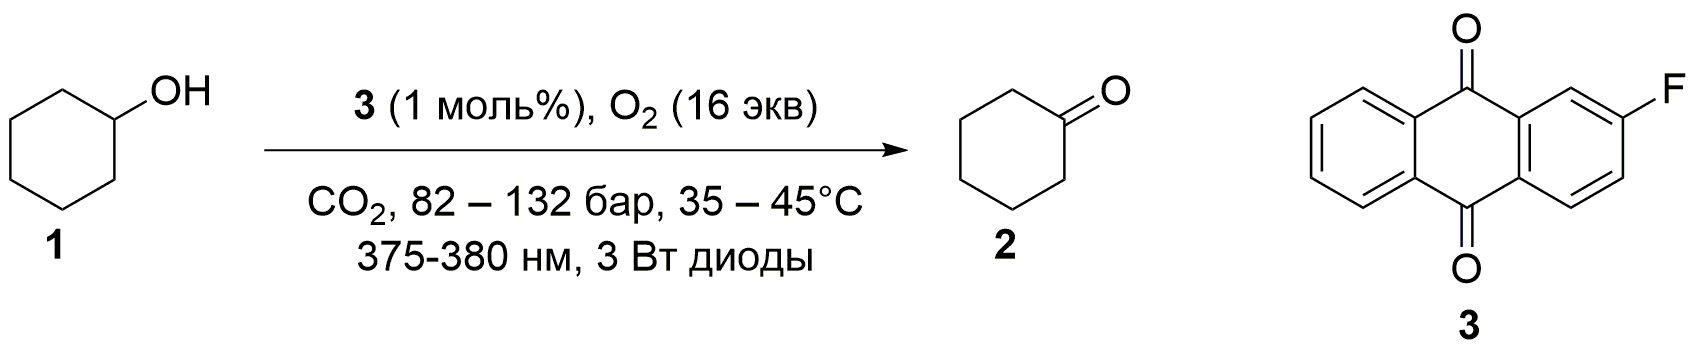 OH
1
3 (1 моль%), O₂ (16 экв)
CO₂, 82 – 132 бар, 35 – 45°C
375-380 нм, 3 Вт диоды
O
2
O
F
O
3